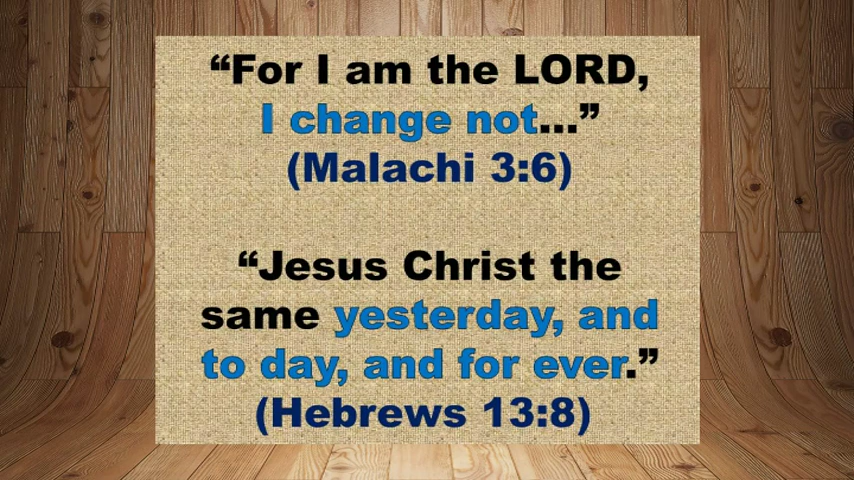 “For I am the LORD,
I change not...”
(Malachi 3:6)
“Jesus Christ the
same yesterday, and
to day, and for ever.”
(Hebrews 13:8)